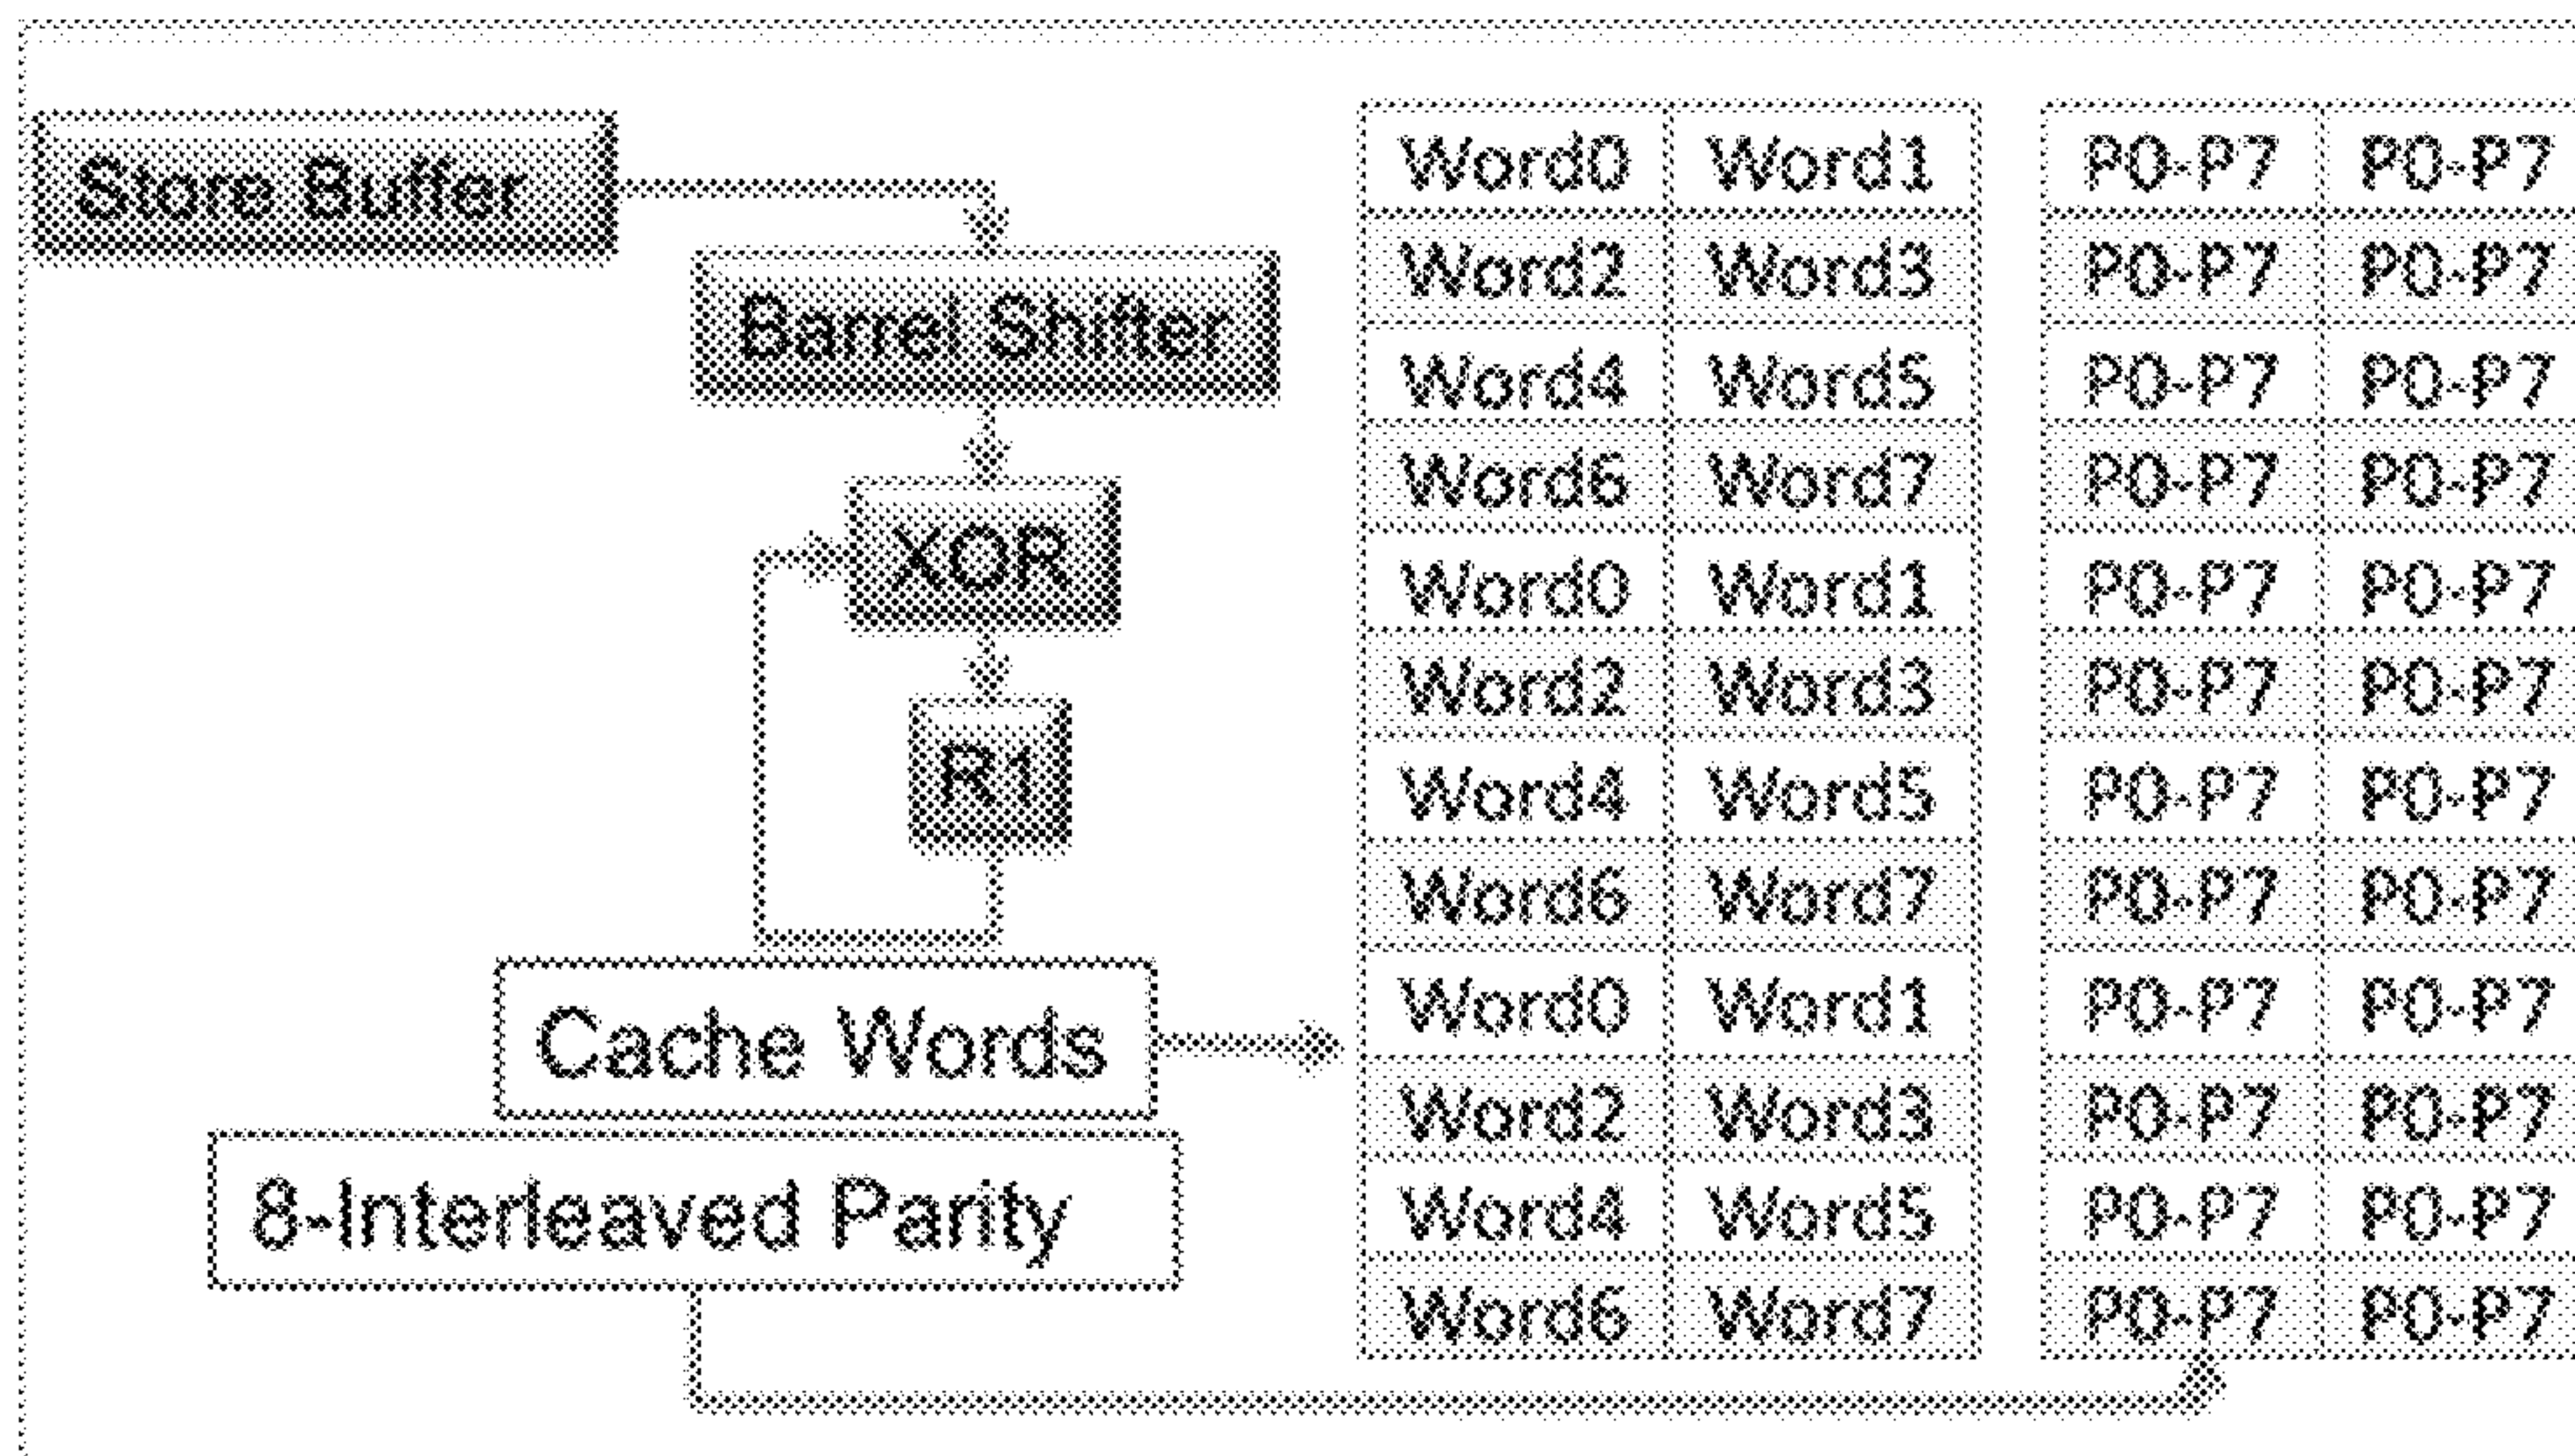 Store Buffer
Barrel Shifter
XOR
R1
Cache Words
8-Interleaved Parity
Word0 Word1 P0-P7 P0-P7
Word2 Word3 P0-P7 P0-P7
Word4 Word5 P0-P7 P0-P7
Word6 Word7 P0-P7 P0-P7
Word0 Word1 P0-P7 P0-P7
Word2 Word3 P0-P7 P0-P7
Word4 Word5 P0-P7 P0-P7
Word6 Word7 P0-P7 P0-P7
Word0 Word1 P0-P7 P0-P7
Word2 Word3 P0-P7 P0-P7
Word4 Word5 P0-P7 P0-P7
Word6 Word7 P0-P7 P0-P7